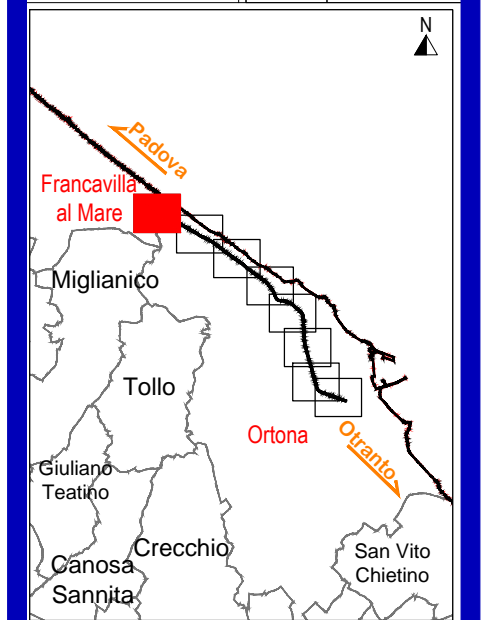 N
Padova
Francavilla
al Mare
Miglianico
Tollo
Ortona
Otranto
Giuliano
Teatino
Crecchio
Canosa
Sannita
San Vito
Chietino